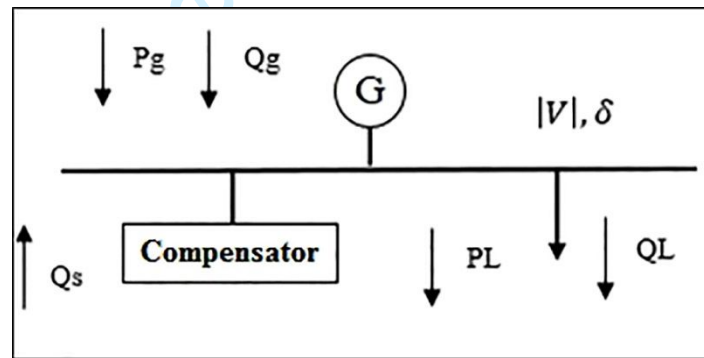 Pg Qg
G
|V|, δ
Compensator
Qs
PL
QL